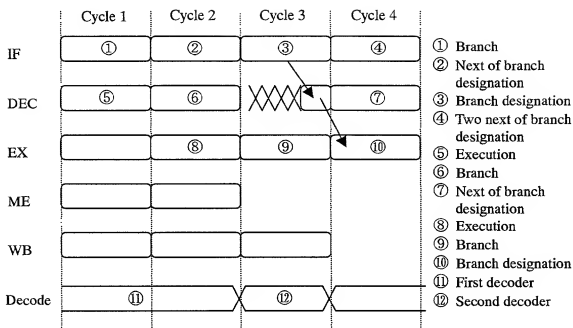 Cycle 1 Cycle 2 Cycle 3 Cycle 4
IF ① ② ③ ④
DEC ⑤ ⑥ ⑦
EX ⑧ ⑨ ⑩
ME
WB
Decode ⑪ ⑫
① Branch
② Next of branch
designation
③ Branch designation
④ Two next of branch
designation
⑤ Execution
⑥ Branch
⑦ Next of branch
designation
⑧ Execution
⑨ Branch
⑩ Branch designation
⑪ First decoder
⑫ Second decoder